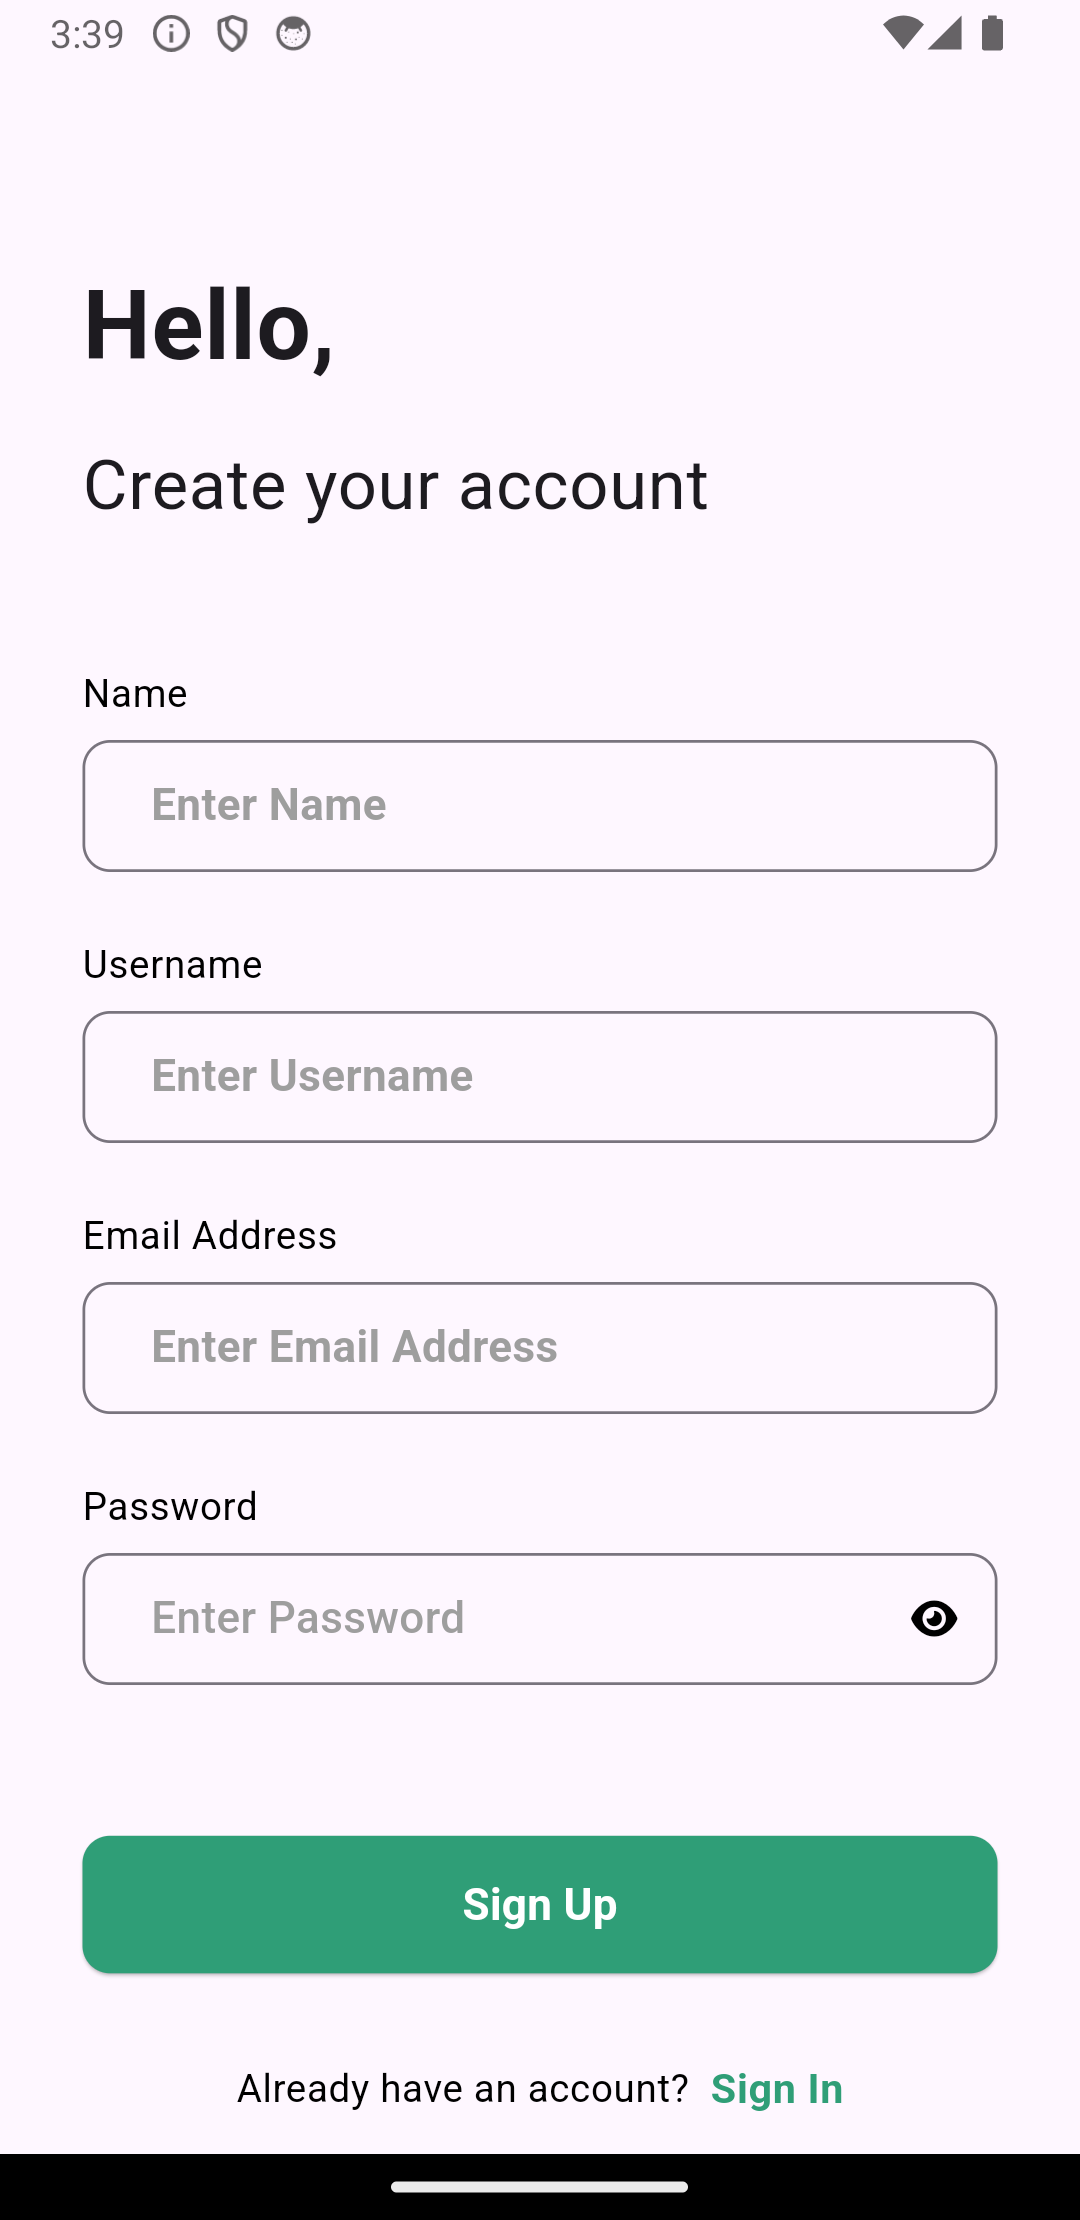 3:39
Hello,
Create your account
Name
Enter Name
Username
Enter Username
Email Address
Enter Email Address
Password
Enter Password
Sign Up
Already have an account? Sign In